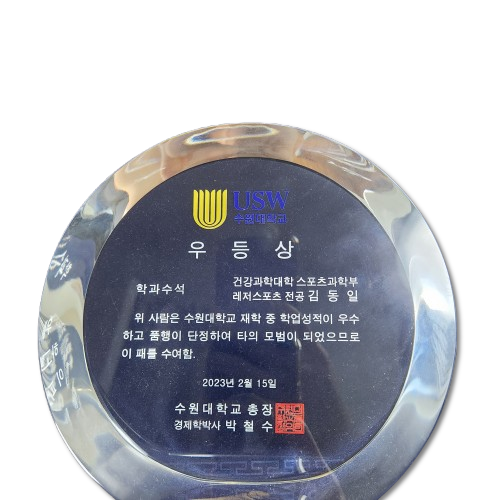 USW
수원대학교
우등상
학과수석
건강과학대학 스포츠과학부
레저스포츠 전공 김동일
위 사람은 수원대학교 재학 중 학업성적이 우수
하고 품행이 단정하여 타의 모범이 되었으므로
이 패를 수여함.
2023년 2월 15일
수원대학교 총장
경제학박사 박철수